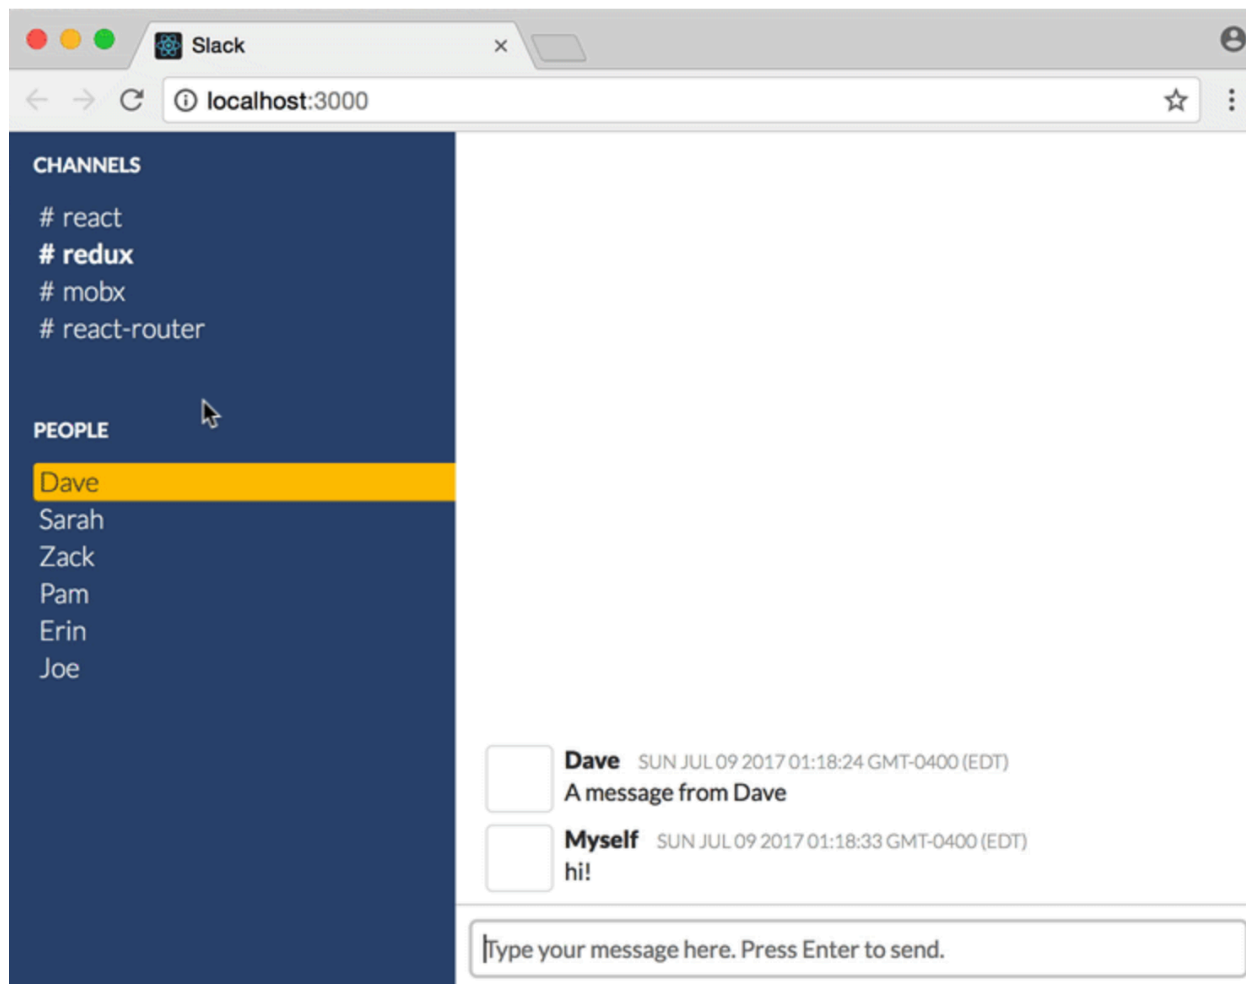 Slack
localhost:3000
CHANNELS
# react
# redux
# mobx
# react-router
PEOPLE
Dave
Sarah
Zack
Pam
Erin
Joe
Dave SUN JUL 09 2017 01:18:24 GMT-0400 (EDT)
A message from Dave
Myself SUN JUL 09 2017 01:18:33 GMT-0400 (EDT)
hi!
Type your message here. Press Enter to send.